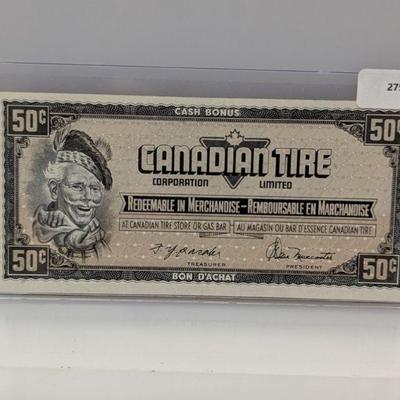 CASH BONUS
50¢ 50¢
CANADIAN TIRE
CORPORATION LIMITED
REDEEMABLE IN MERCHANDISE – REMBOURSABLE EN MARCHANDISE
AT CANADIAN TIRE STORE OR GAS BAR AU MAGASIN OU BAR D'ESSENCE CANADIAN TIRE
TREASURER PRESIDENT
50¢ 50¢
BON D'ACHAT